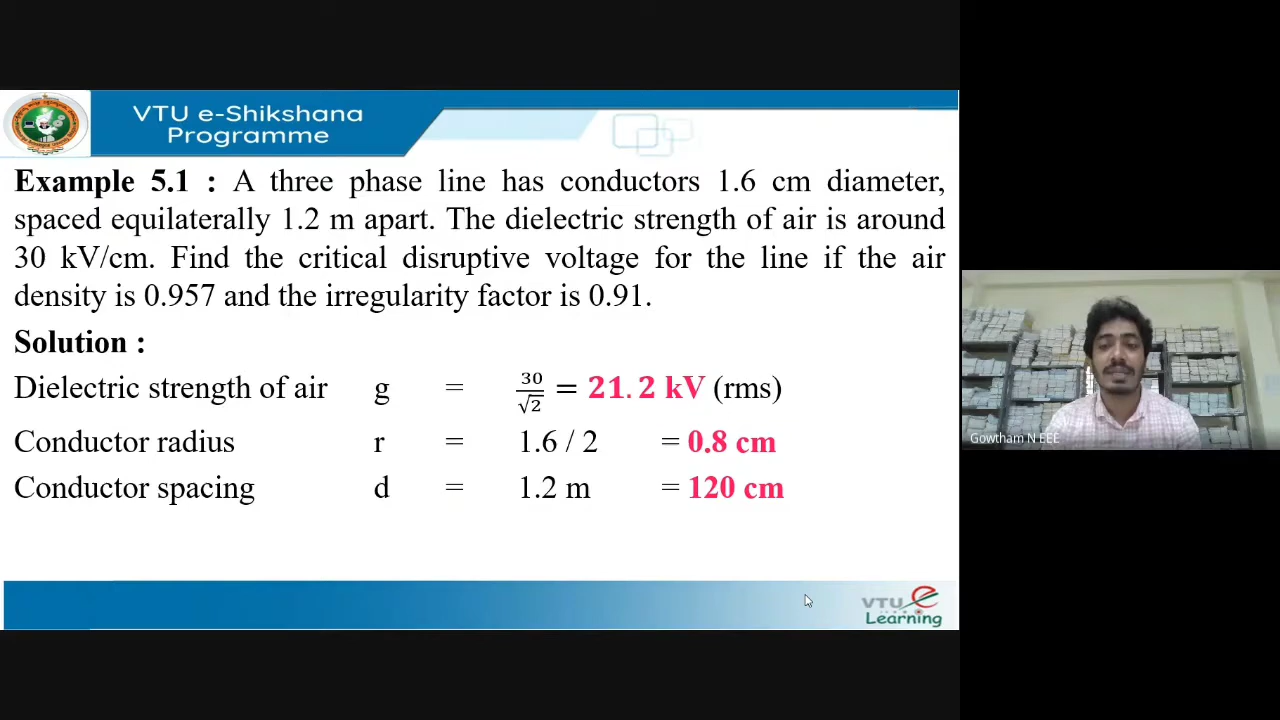 VTU e-Shikshana
Programme
Example 5.1 : A three phase line has conductors 1.6 cm diameter,
spaced equilaterally 1.2 m apart. The dielectric strength of air is around
30 kV/cm. Find the critical disruptive voltage for the line if the air
density is 0.957 and the irregularity factor is 0.91.
Solution :
Dielectric strength of air g = 30/√2 = 21.2 kV (rms)
Conductor radius r = 1.6 / 2 = 0.8 cm
Conductor spacing d = 1.2 m = 120 cm
Gowtham N EEE
VTU e
Learning